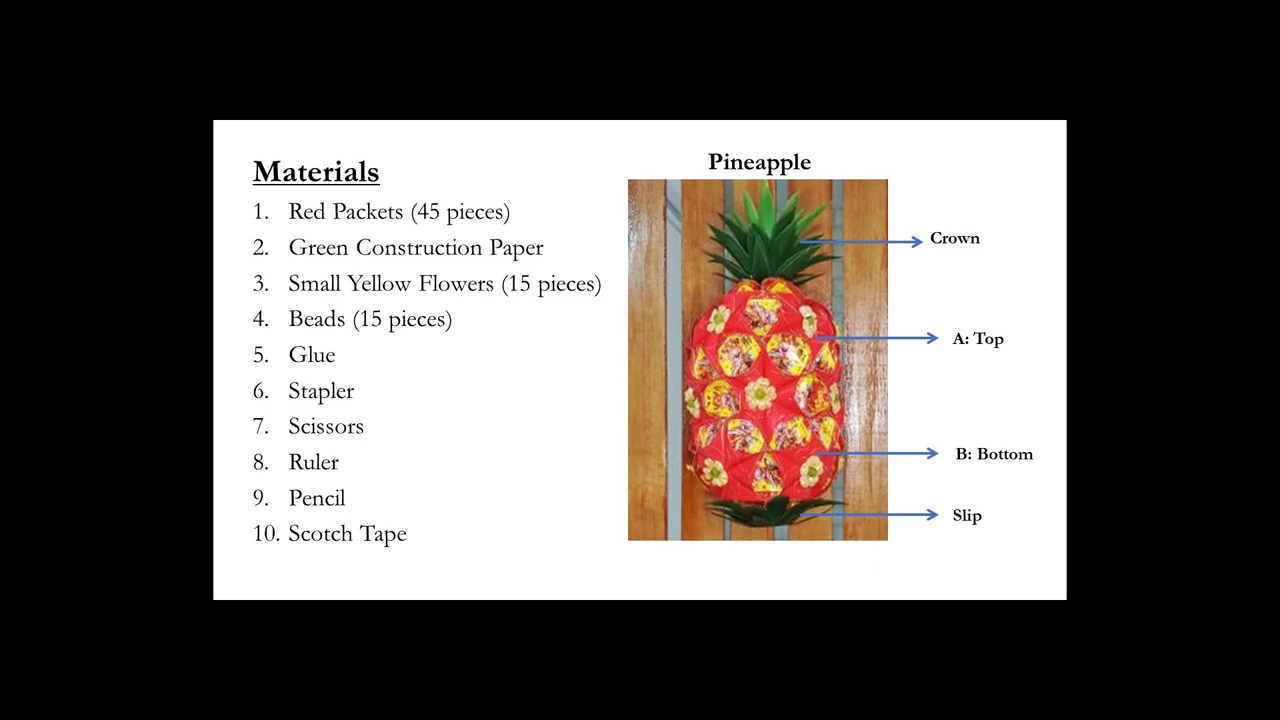 Materials
1. Red Packets (45 pieces)
2. Green Construction Paper
3. Small Yellow Flowers (15 pieces)
4. Beads (15 pieces)
5. Glue
6. Stapler
7. Scissors
8. Ruler
9. Pencil
10. Scotch Tape
Pineapple
Crown
A: Top
B: Bottom
Slip